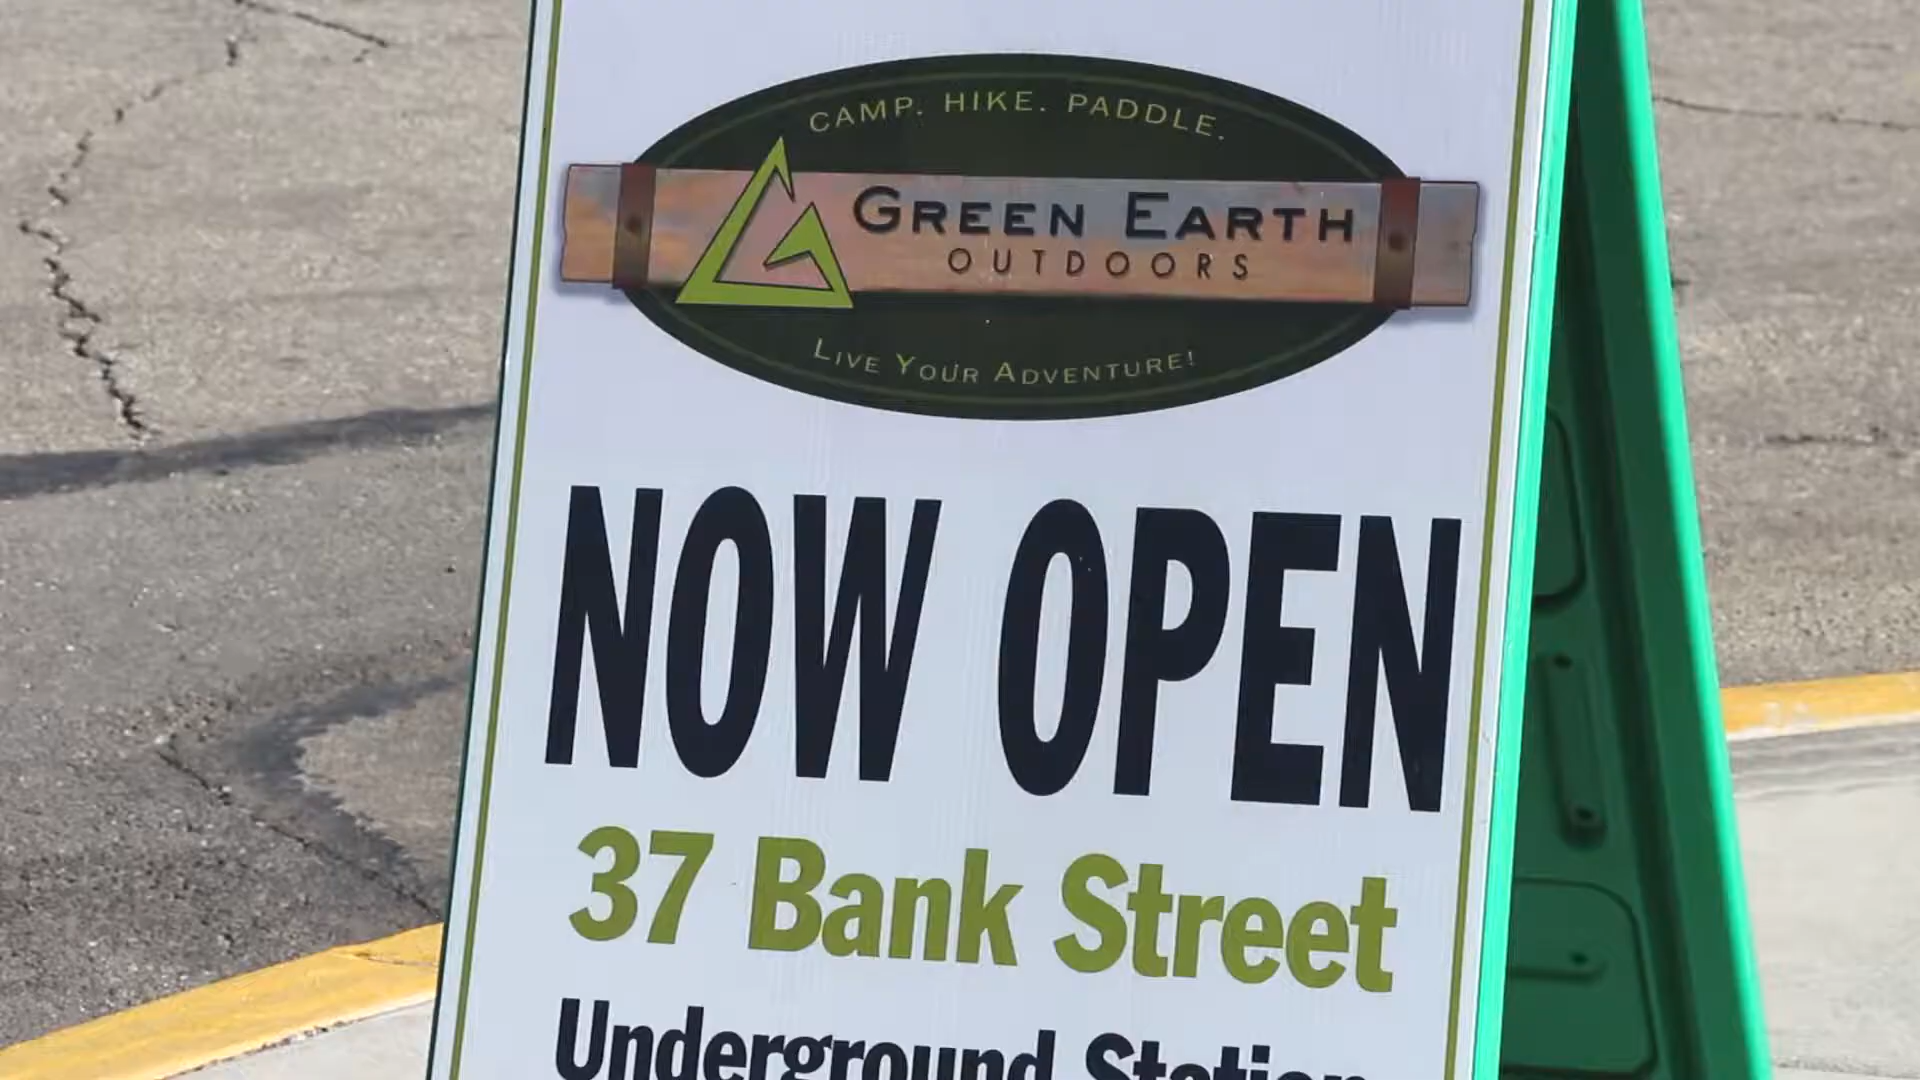 CAMP. HIKE. PADDLE.
GREEN EARTH
OUTDOORS
LIVE YOUR ADVENTURE!
NOW OPEN
37 Bank Street
Underground Station